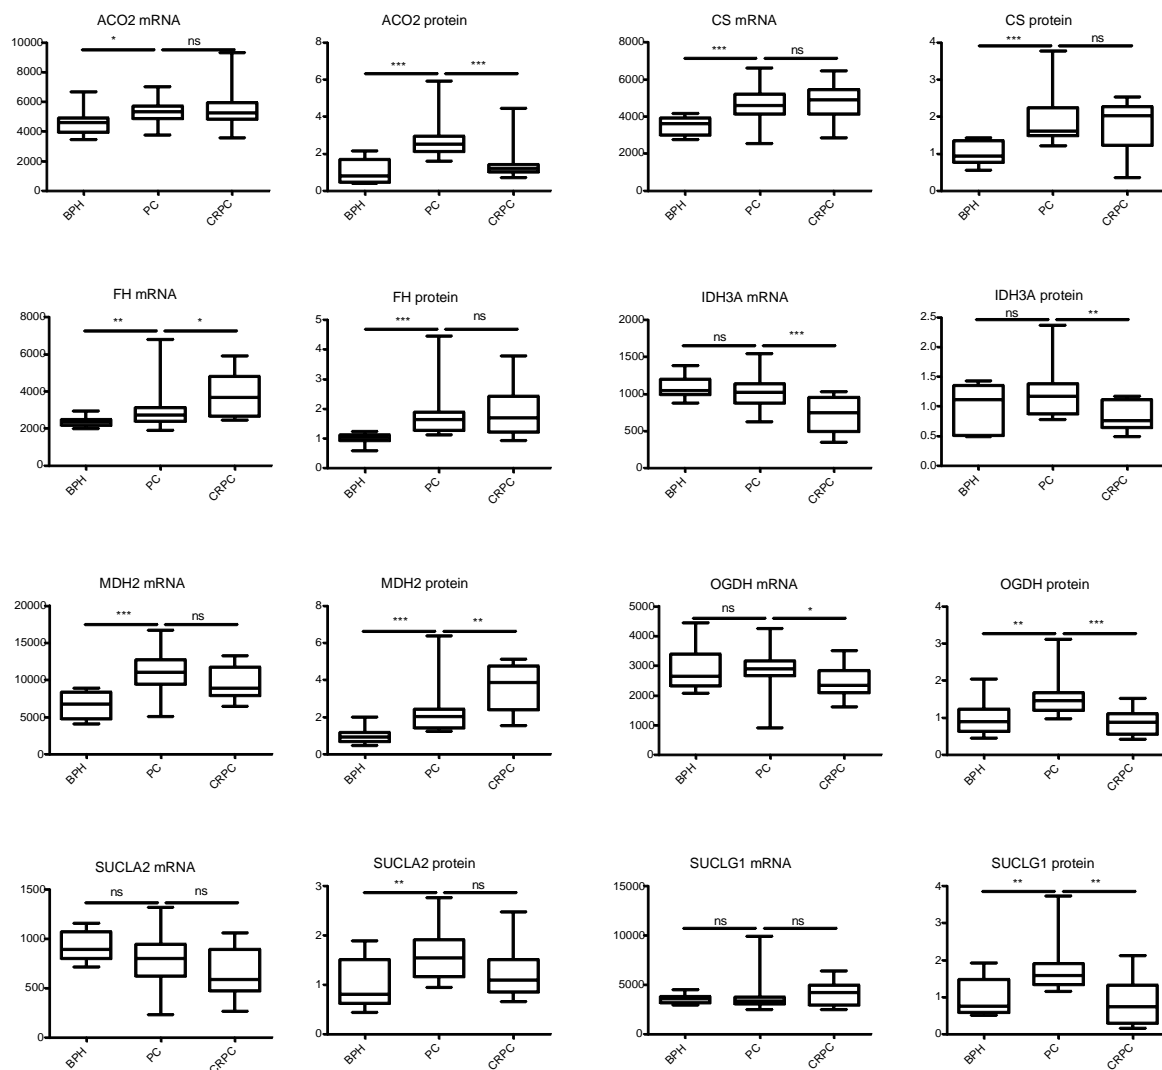 ACO2 mRNA
10000
8000
6000
4000
2000
0
*
ns
BPH
PC
CRPC
ACO2 protein
8
6
4
2
0
***
***
BPH
PC
CRPC
CS mRNA
8000
6000
4000
2000
0
***
ns
BPH
PC
CRPC
CS protein
4
3
2
1
0
***
ns
BPH
PC
CRPC
FH mRNA
8000
6000
4000
2000
0
**
*
BPH
PC
CRPC
FH protein
5
4
3
2
1
0
***
ns
BPH
PC
CRPC
IDH3A mRNA
2000
1500
1000
500
0
ns
***
BPH
PC
CRPC
IDH3A protein
2.5
2.0
1.5
1.0
0.5
0.0
ns
**
BPH
PC
CRPC
MDH2 mRNA
20000
15000
10000
5000
0
***
ns
BPH
PC
CRPC
MDH2 protein
8
6
4
2
0
***
**
BPH
PC
CRPC
OGDH mRNA
5000
4000
3000
2000
1000
0
ns
*
BPH
PC
CRPC
OGDH protein
4
3
2
1
0
**
***
BPH
PC
CRPC
SUCLA2 mRNA
1500
1000
500
0
ns
ns
BPH
PC
CRPC
SUCLA2 protein
3
2
1
0
**
ns
BPH
PC
CRPC
SUCLG1 mRNA
15000
10000
5000
0
ns
ns
BPH
PC
CRPC
SUCLG1 protein
4
3
2
1
0
**
**
BPH
PC
CRPC